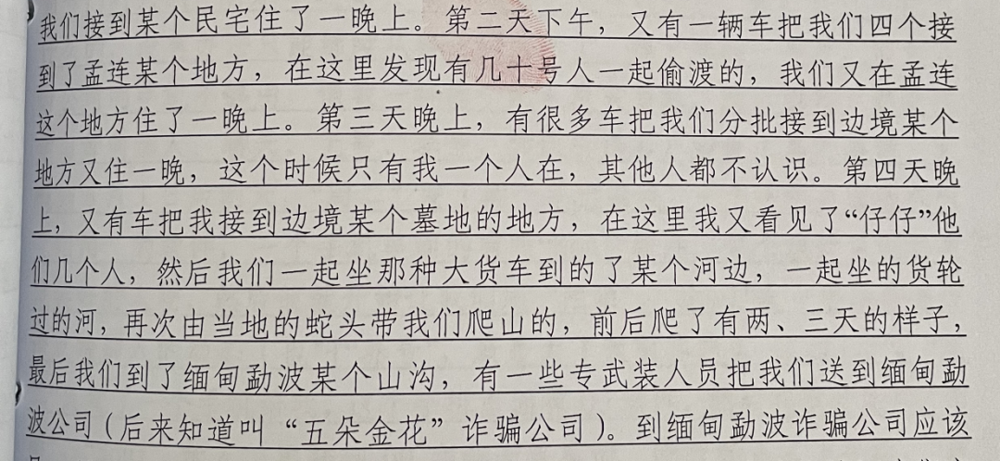 我们接到某个民宅住了一晚上。第二天下午，又有一辆车把我们四个接
到了孟连某个地方，在这里发现有几十号人一起偷渡的，我们又在孟连
这个地方住了一晚上。第三天晚上，有很多车把我们分批接到边境某个
地方又住一晚，这个时候只有我一个人在，其他人都不认识。第四天晚
上，又有车把我接到边境某个墓地的地方，在这里我又看见了“仔仔”他
们几个人，然后我们一起坐那种大货车到的了某个河边，一起坐的货轮
过的河，再次由当地的蛇头带我们爬山的，前后爬了有两、三天的样子，
最后我们到了缅甸勐波某个山沟，有一些专武装人员把我们送到缅甸勐
波公司（后来知道叫“五朵金花”诈骗公司）。到缅甸勐波诈骗公司应该